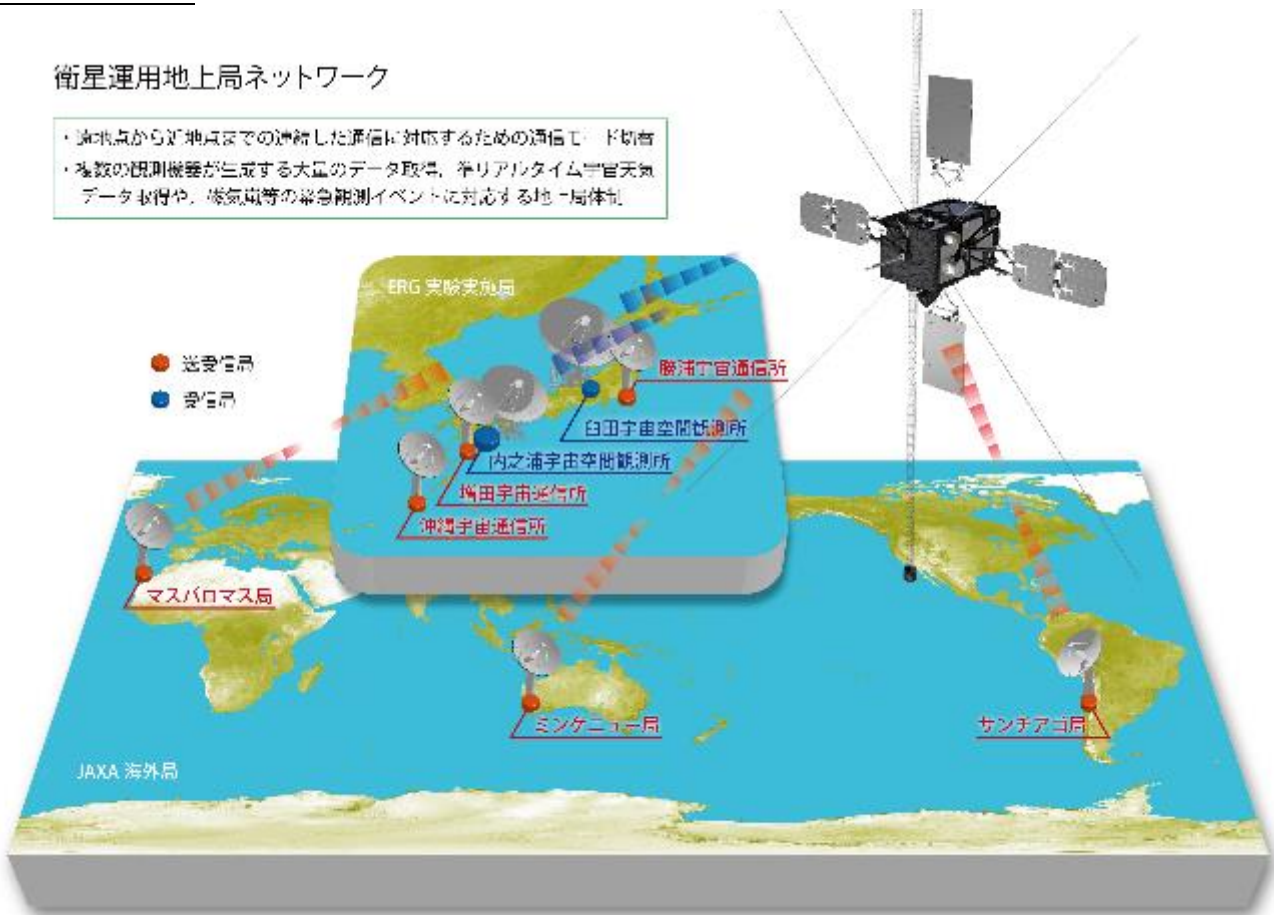 衛星運用地上局ネットワーク
・遠地点から近地点までの連続した通信に対応するための通信モード切替
・複数の観測機器が生成する大量のデータ取得、準リアルタイム宇宙天気
データ取得や、磁気嵐等の緊急観測イベントに対応する地上局体制
ERG 実験実施局
送受信局
受信局
勝浦宇宙通信所
臼田宇宙空間観測所
内之浦宇宙空間観測所
増田宇宙通信所
沖縄宇宙通信所
マスパロマス局
ミンゲニュー局
サンチアゴ局
JAXA 海外局